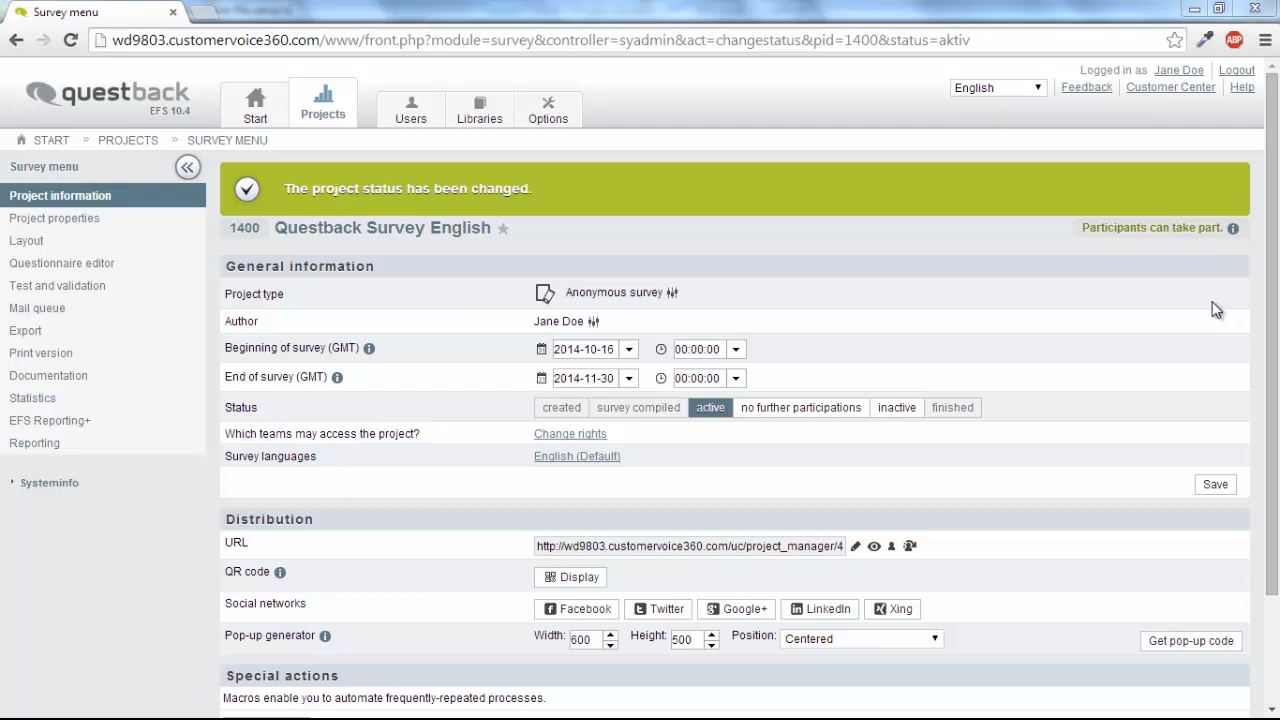 Survey menu
wd9803.customervoice360.com/www/front.php?module=survey&controller=syadmin&act=changestatus&pid=1400&status=aktiv
ABP
Logged in as Jane Doe Logout
English Feedback Customer Center Help
questback
EFS 10.4
Start Projects Users Libraries Options
START » PROJECTS » SURVEY MENU
Survey menu
Project information
Project properties
Layout
Questionnaire editor
Test and validation
Mail queue
Export
Print version
Documentation
Statistics
EFS Reporting+
Reporting
Systeminfo
The project status has been changed.
1400 Questback Survey English
Participants can take part.
General information
Project type Anonymous survey
Author Jane Doe
Beginning of survey (GMT) 2014-10-16 00:00:00
End of survey (GMT) 2014-11-30 00:00:00
Status created survey compiled active no further participations inactive finished
Which teams may access the project? Change rights
Survey languages English (Default)
Save
Distribution
URL http://wd9803.customervoice360.com/uc/project_manager/4
QR code Display
Social networks Facebook Twitter Google+ LinkedIn Xing
Pop-up generator Width: 600 Height: 500 Position: Centered Get pop-up code
Special actions
Macros enable you to automate frequently-repeated processes.